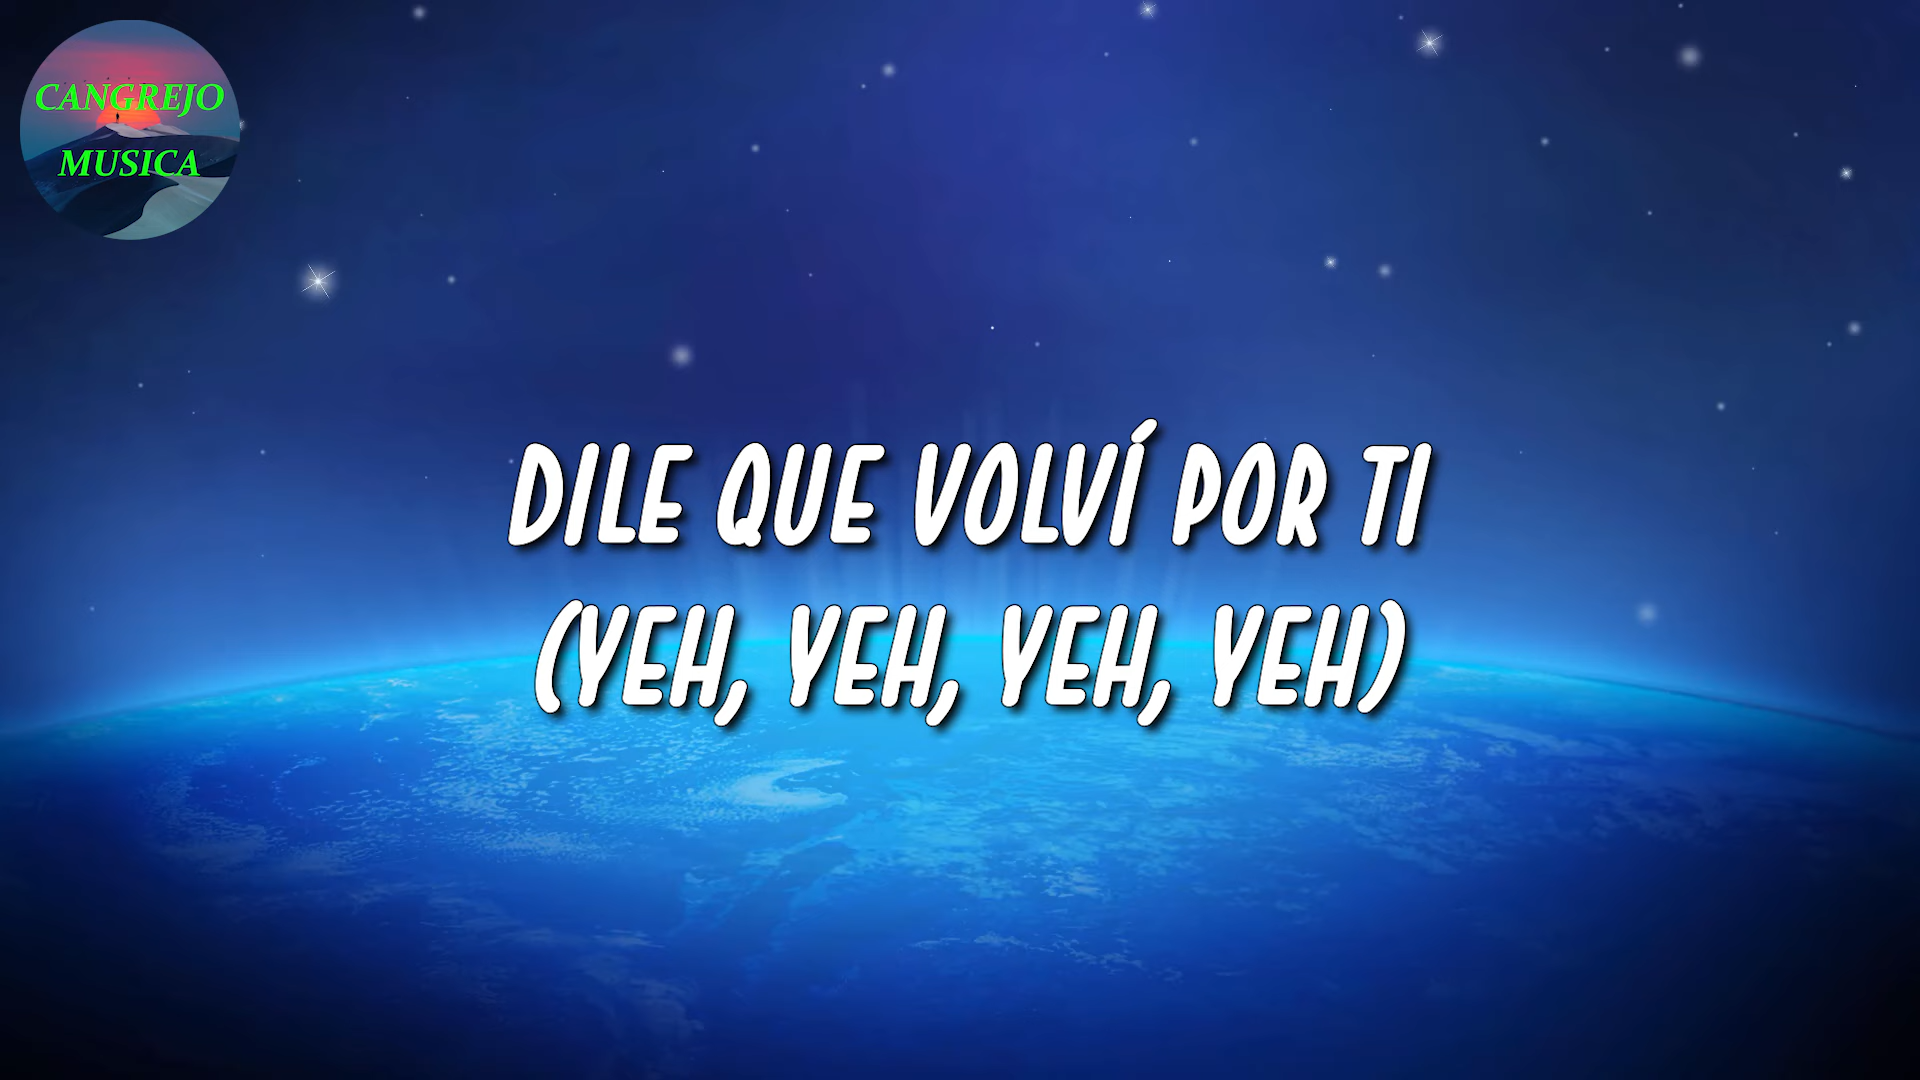 CANGREJO
MUSICA
DILE QUE VOLVÍ POR TI
(YEH, YEH, YEH, YEH)